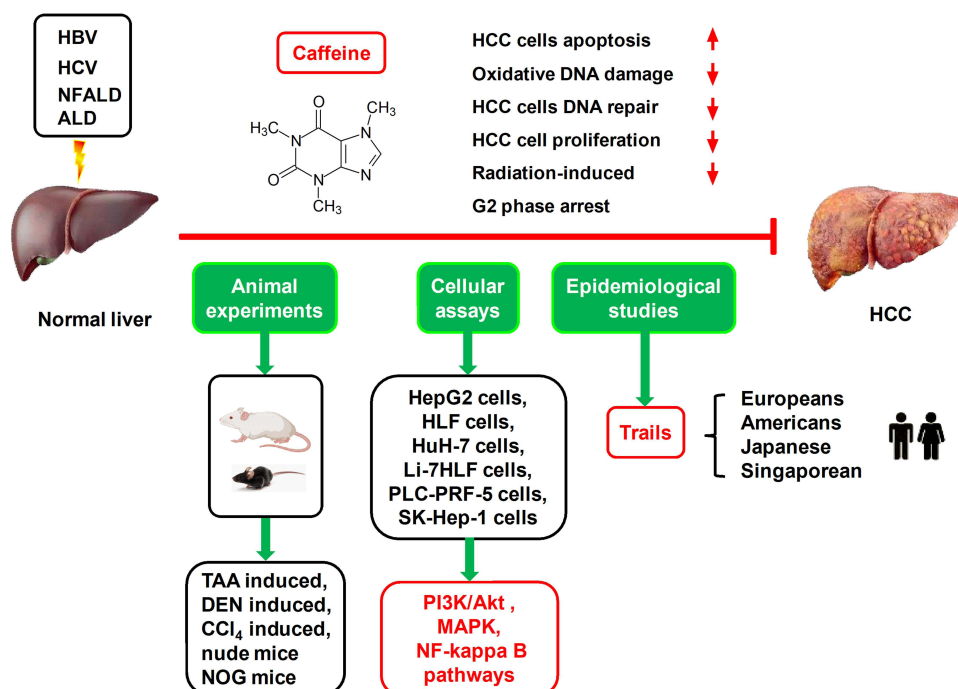 HBV
HCV
NFALD
ALD
Caffeine
O
CH₃
H₃C
CH₃
N
N
N
N
O
CH₃
HCC cells apoptosis
Oxidative DNA damage
HCC cells DNA repair
HCC cell proliferation
Radiation-induced
G2 phase arrest
Normal liver
HCC
Animal
experiments
Cellular
assays
Epidemiological
studies
HepG2 cells,
HLF cells,
HuH-7 cells,
Li-7HLF cells,
PLC-PRF-5 cells,
SK-Hep-1 cells
Trails
Europeans
Americans
Japanese
Singaporean
TAA induced,
DEN induced,
CCl₄ induced,
nude mice
NOG mice
PI3K/Akt ,
MAPK,
NF-kappa B
pathways